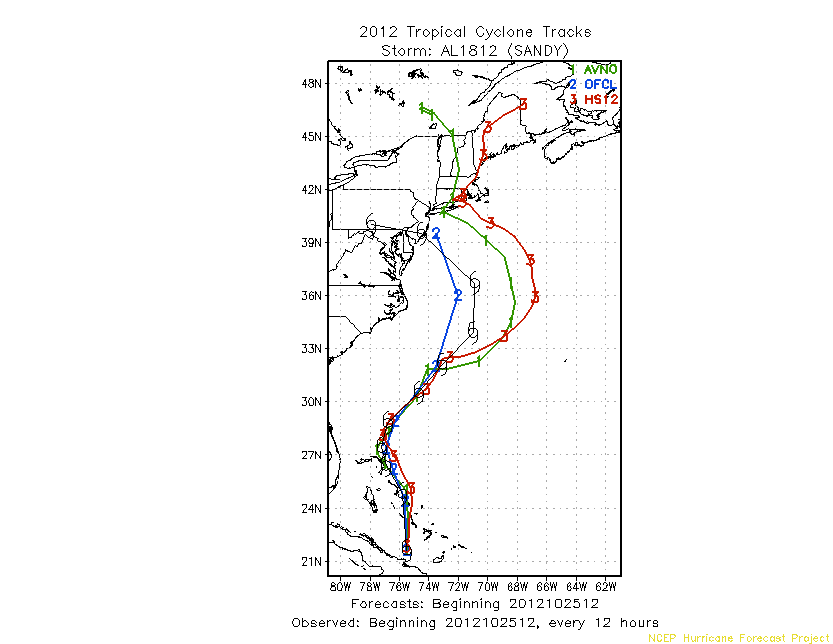 2012 Tropical Cyclone Tracks
Storm: AL1812 (SANDY)
1 AVNO
2 OFCL
3 HSf2
48N
45N
42N
39N
36N
33N
30N
27N
24N
21N
80W 78W 76W 74W 72W 70W 68W 66W 64W 62W
Forecasts: Beginning 2012102512
Observed: Beginning 2012102512, every 12 hours
NCEP Hurricane Forecast Project